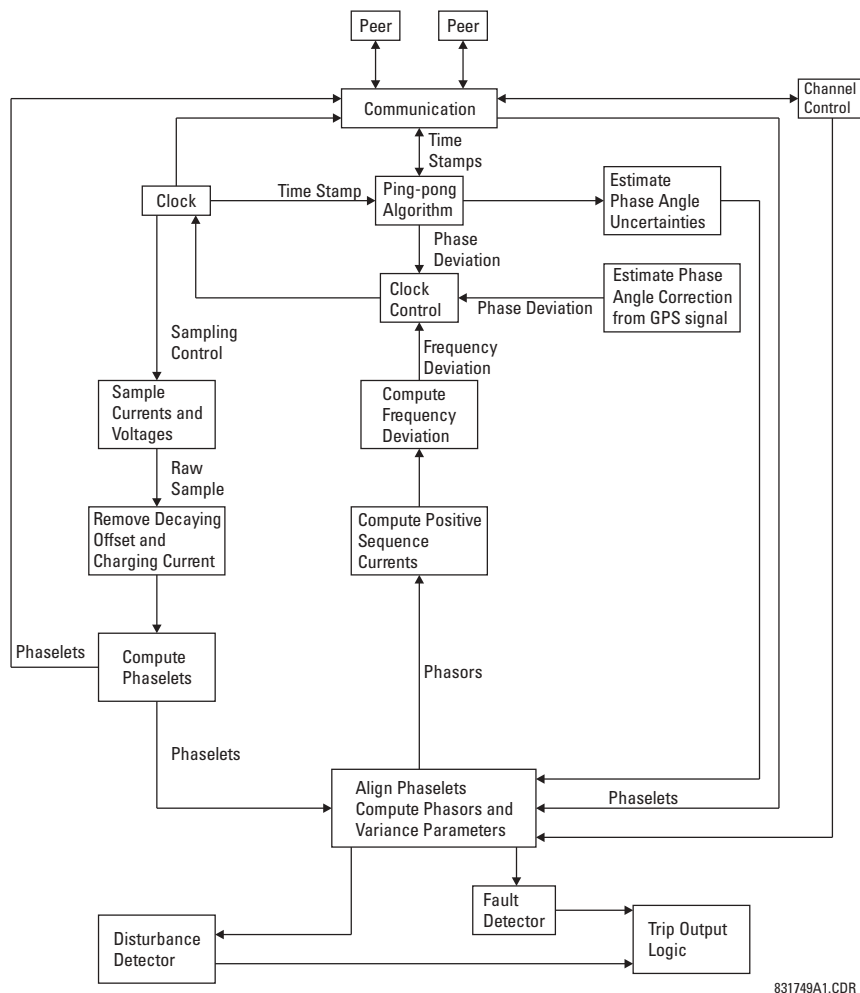 Peer
Peer
Communication
Channel
Control
Time
Stamps
Clock
Time Stamp
Ping-pong
Algorithm
Estimate
Phase Angle
Uncertainties
Phase
Deviation
Clock
Control
Phase Deviation
Estimate Phase
Angle Correction
from GPS signal
Sampling
Control
Frequency
Deviation
Sample
Currents and
Voltages
Compute
Frequency
Deviation
Raw
Sample
Remove Decaying
Offset and
Charging Current
Compute Positive
Sequence
Currents
Phaselets
Compute
Phaselets
Phasors
Phaselets
Align Phaselets
Compute Phasors and
Variance Parameters
Phaselets
Fault
Detector
Disturbance
Detector
Trip Output
Logic
831749A1.CDR